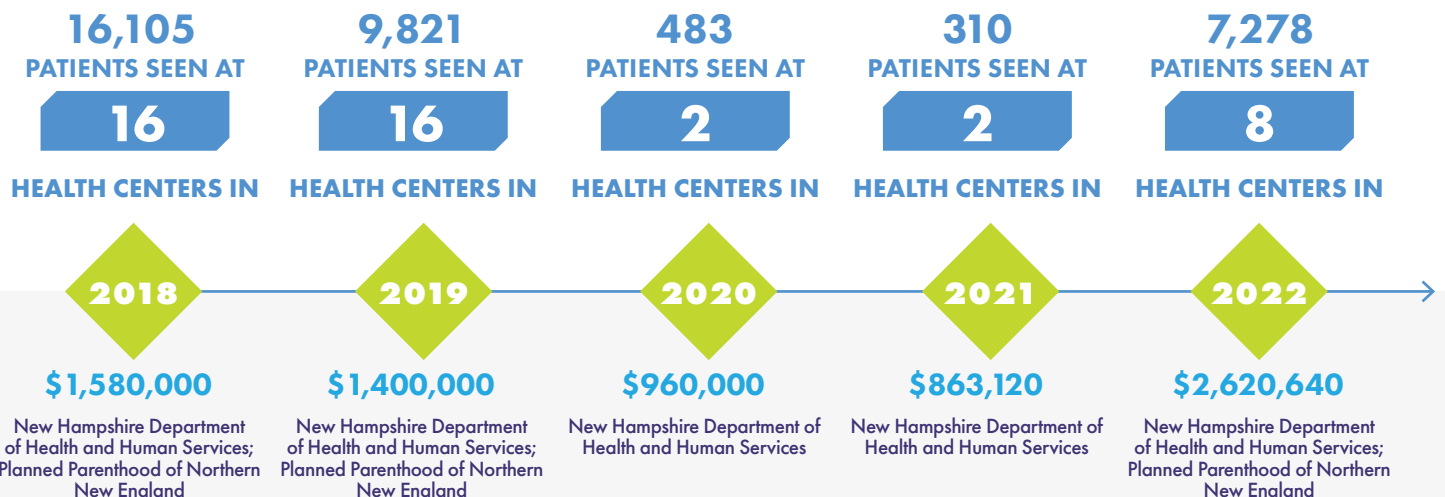 16,105
PATIENTS SEEN AT
16
HEALTH CENTERS IN
2018
$1,580,000
New Hampshire Department
of Health and Human Services;
Planned Parenthood of Northern
New England
9,821
PATIENTS SEEN AT
16
HEALTH CENTERS IN
2019
$1,400,000
New Hampshire Department
of Health and Human Services;
Planned Parenthood of Northern
New England
483
PATIENTS SEEN AT
2
HEALTH CENTERS IN
2020
$960,000
New Hampshire Department of
Health and Human Services
310
PATIENTS SEEN AT
2
HEALTH CENTERS IN
2021
$863,120
New Hampshire Department of
Health and Human Services
7,278
PATIENTS SEEN AT
8
HEALTH CENTERS IN
2022
$2,620,640
New Hampshire Department
of Health and Human Services;
Planned Parenthood of Northern
New England